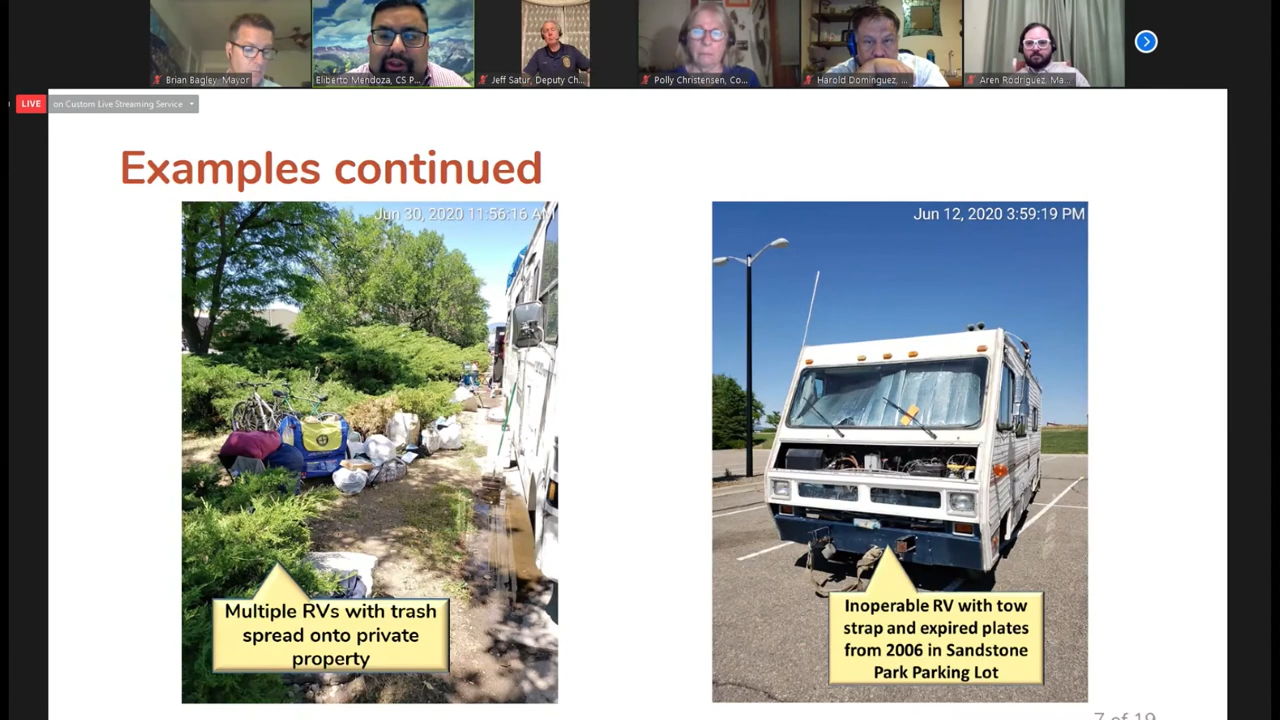 Brian Bagley, Mayor
Eliberto Mendoza, CS P...
Jeff Satur, Deputy Ch...
Polly Christensen, Co...
Harold Dominguez, ...
Aren Rodriguez, Ma...
LIVE on Custom Live Streaming Service
Examples continued
Jun 30, 2020 11:56:16 AM
Jun 12, 2020 3:59:19 PM
Multiple RVs with trash
spread onto private
property
Inoperable RV with tow
strap and expired plates
from 2006 in Sandstone
Park Parking Lot
7 of 19